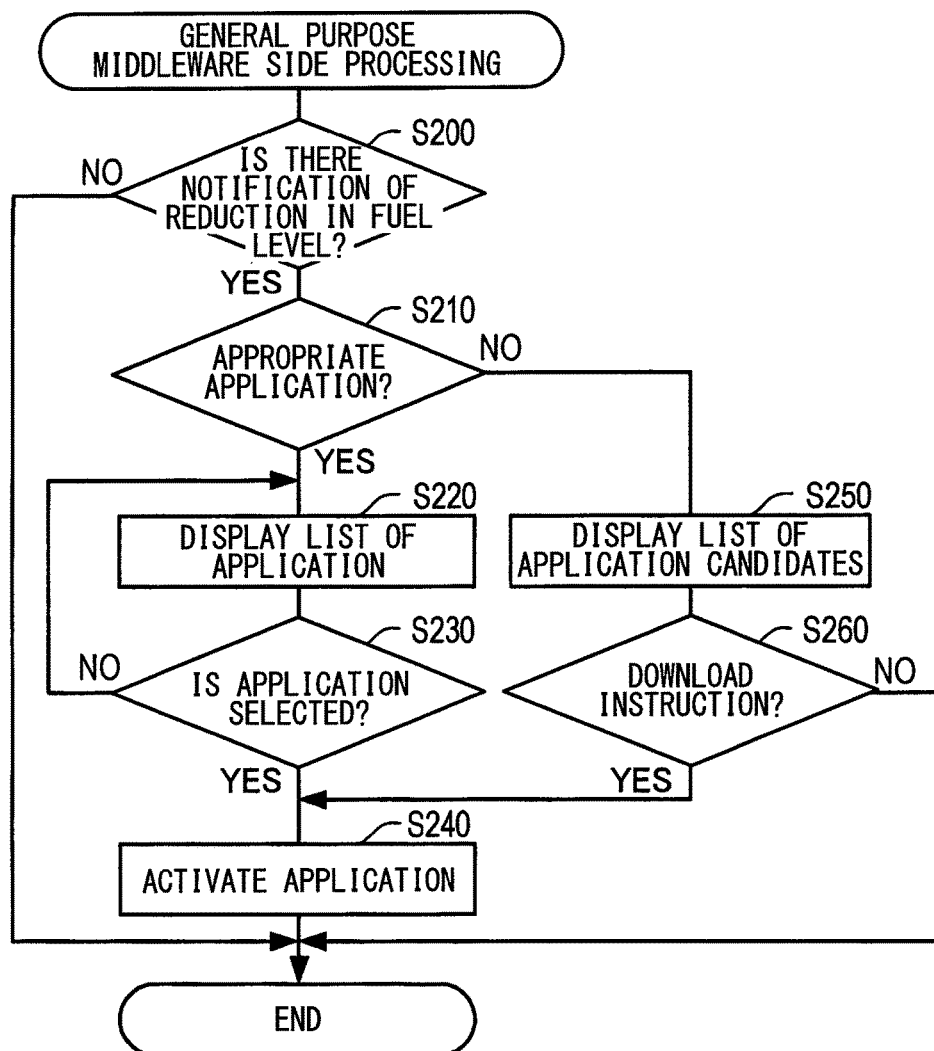 GENERAL PURPOSE
MIDDLEWARE SIDE PROCESSING
S200
NO
IS THERE
NOTIFICATION OF
REDUCTION IN FUEL
LEVEL?
YES
S210
NO
APPROPRIATE
APPLICATION?
YES
S220
DISPLAY LIST OF
APPLICATION
S250
DISPLAY LIST OF
APPLICATION CANDIDATES
S230
NO
IS APPLICATION
SELECTED?
YES
S260
NO
DOWNLOAD
INSTRUCTION?
YES
S240
ACTIVATE APPLICATION
END